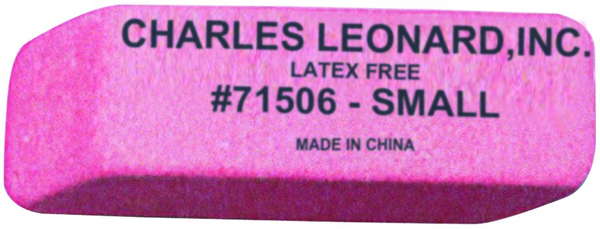 CHARLES LEONARD,INC.
LATEX FREE
#71506 - SMALL
MADE IN CHINA